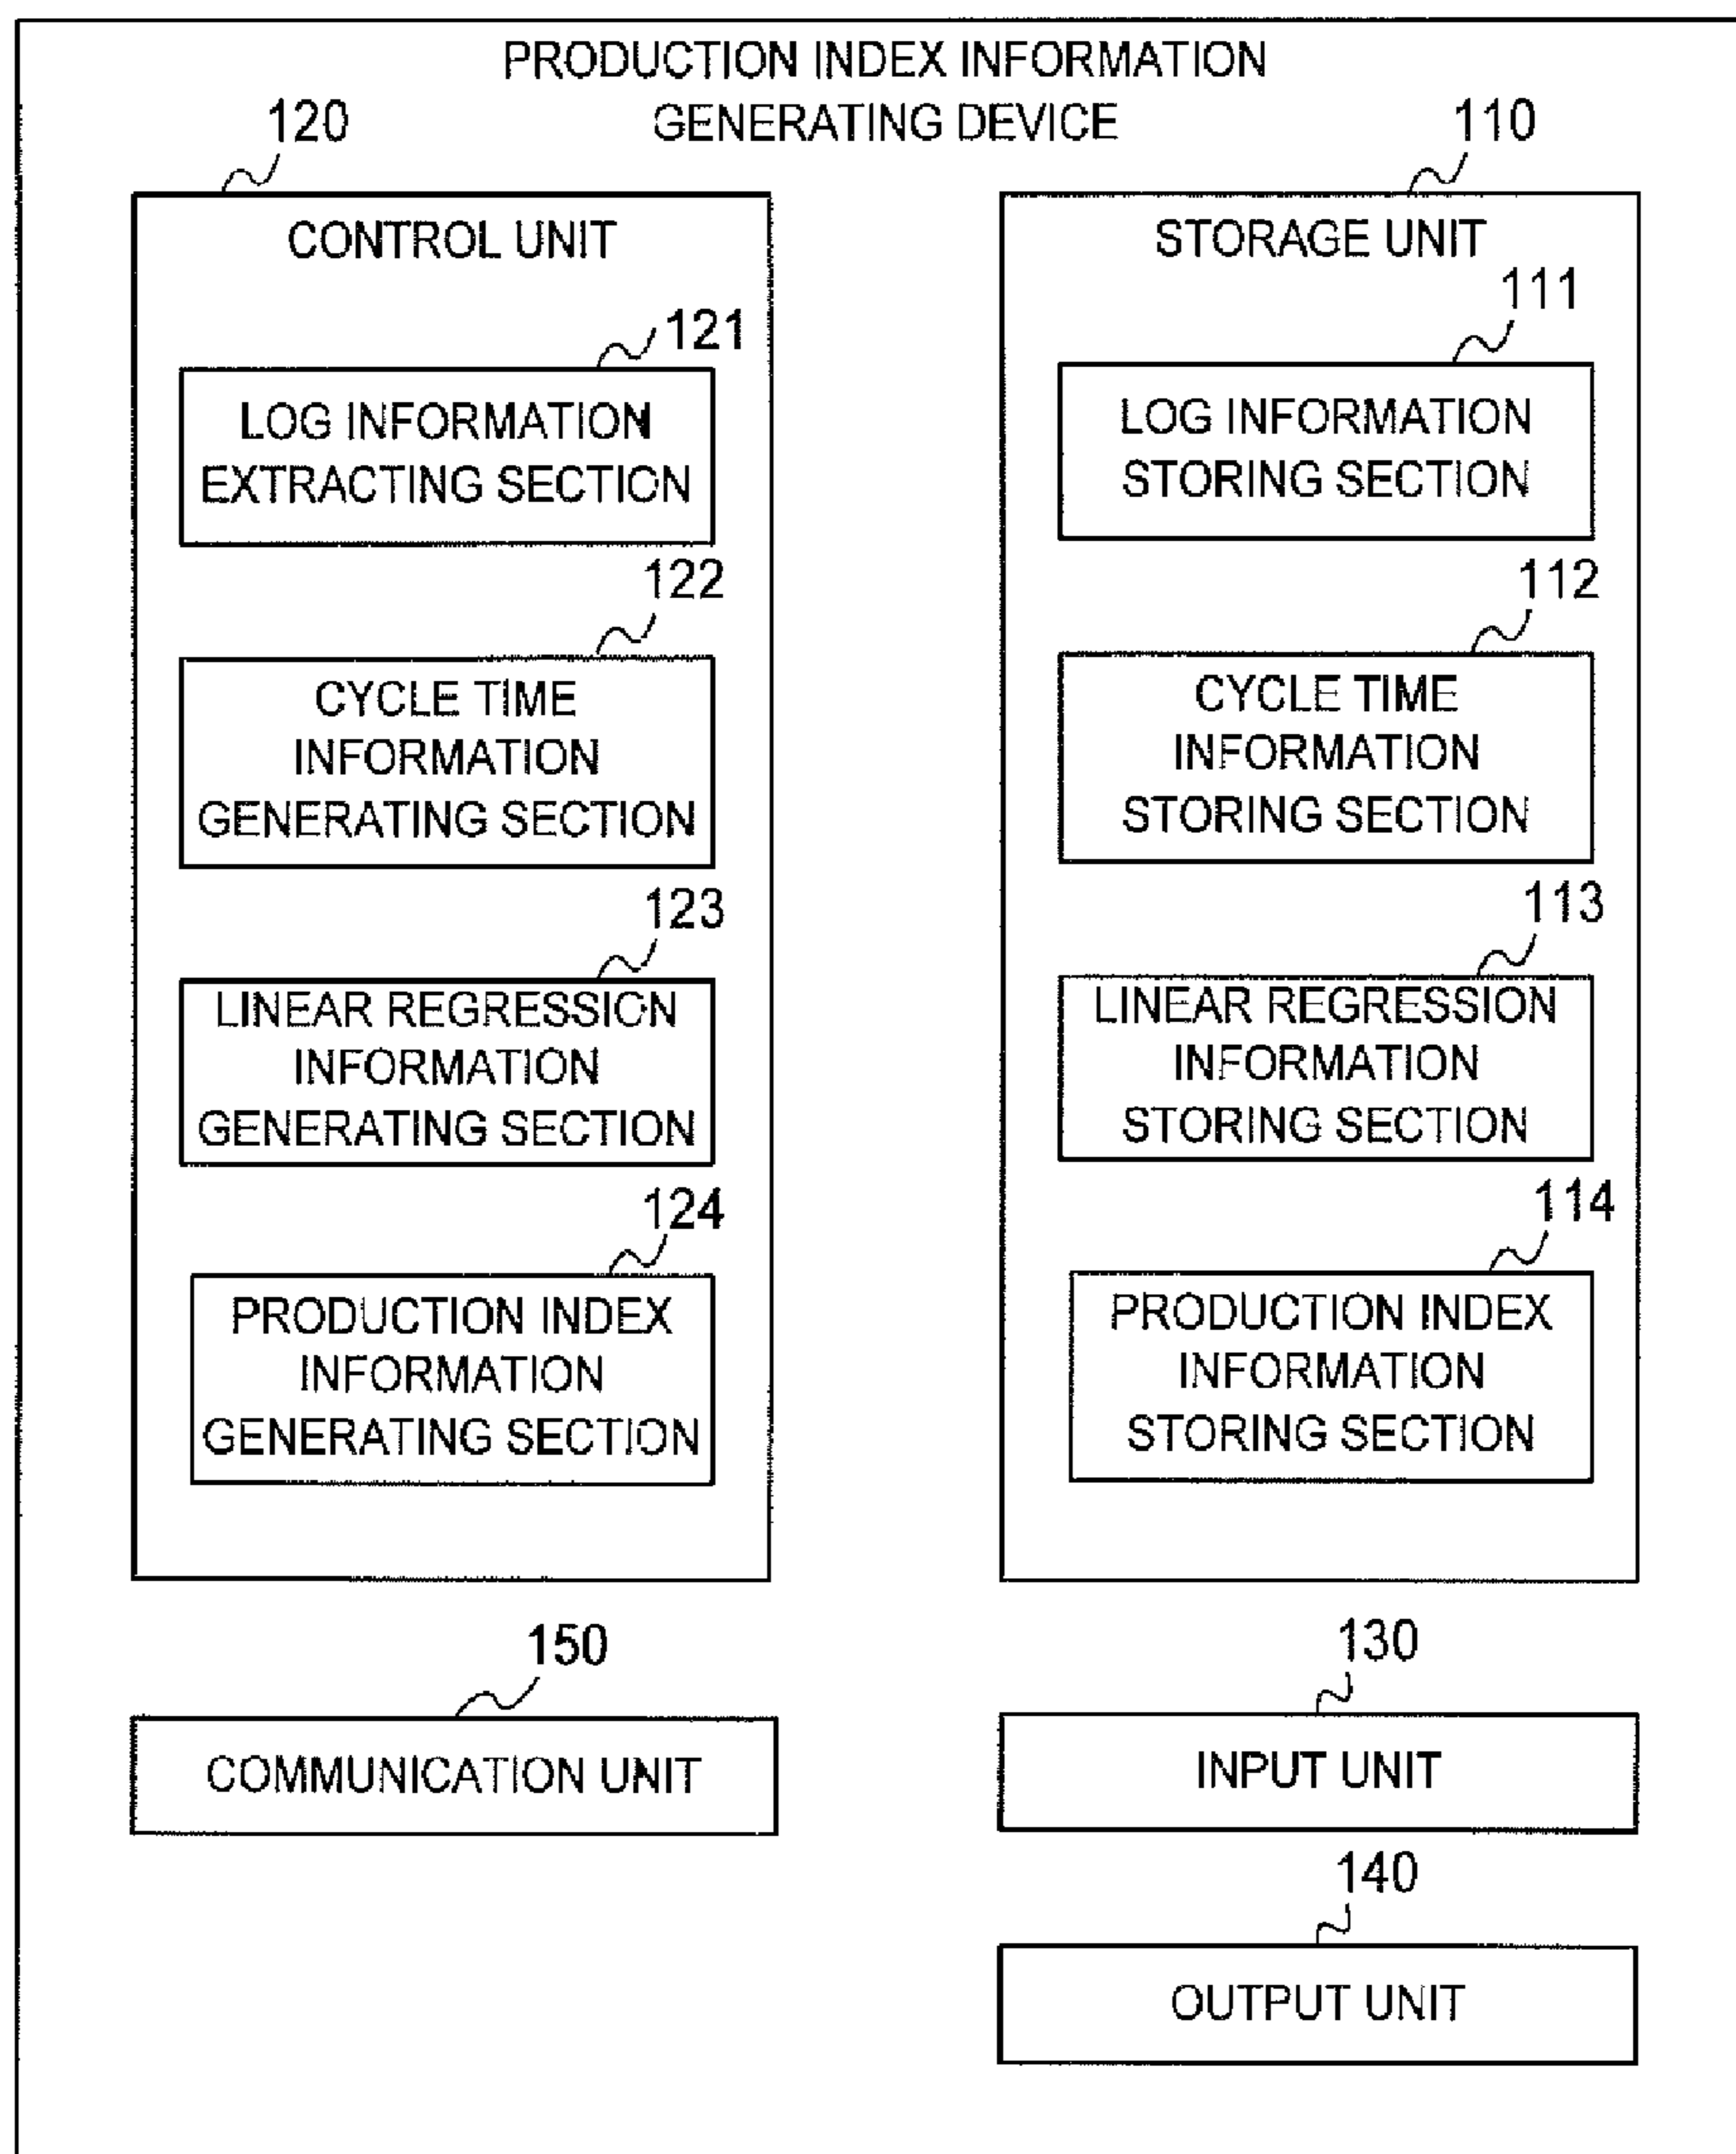 PRODUCTION INDEX INFORMATION
GENERATING DEVICE
120
CONTROL UNIT
121
LOG INFORMATION
EXTRACTING SECTION
122
CYCLE TIME
INFORMATION
GENERATING SECTION
123
LINEAR REGRESSION
INFORMATION
GENERATING SECTION
124
PRODUCTION INDEX
INFORMATION
GENERATING SECTION
110
STORAGE UNIT
111
LOG INFORMATION
STORING SECTION
112
CYCLE TIME
INFORMATION
STORING SECTION
113
LINEAR REGRESSION
INFORMATION
STORING SECTION
114
PRODUCTION INDEX
INFORMATION
STORING SECTION
150
COMMUNICATION UNIT
130
INPUT UNIT
140
OUTPUT UNIT